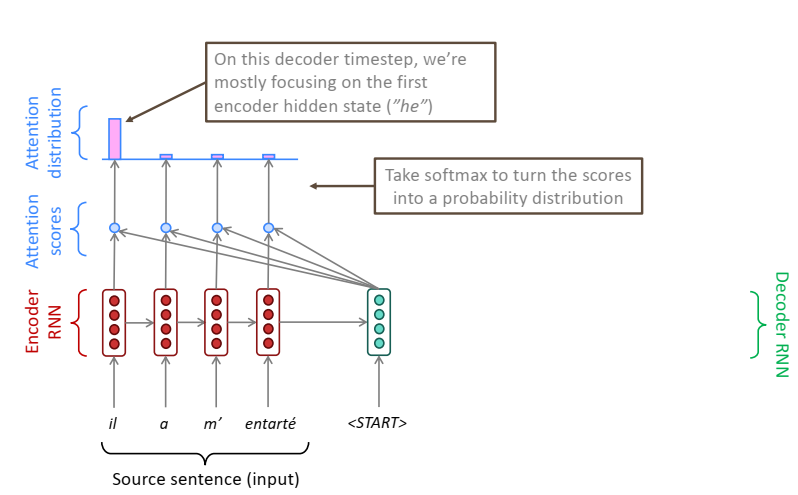 On this decoder timestep, we’re
mostly focusing on the first
encoder hidden state (”he”)
Attention
distribution
Take softmax to turn the scores
into a probability distribution
Attention
scores
Encoder
RNN
Decoder RNN
il a m’ entarté <START>
Source sentence (input)